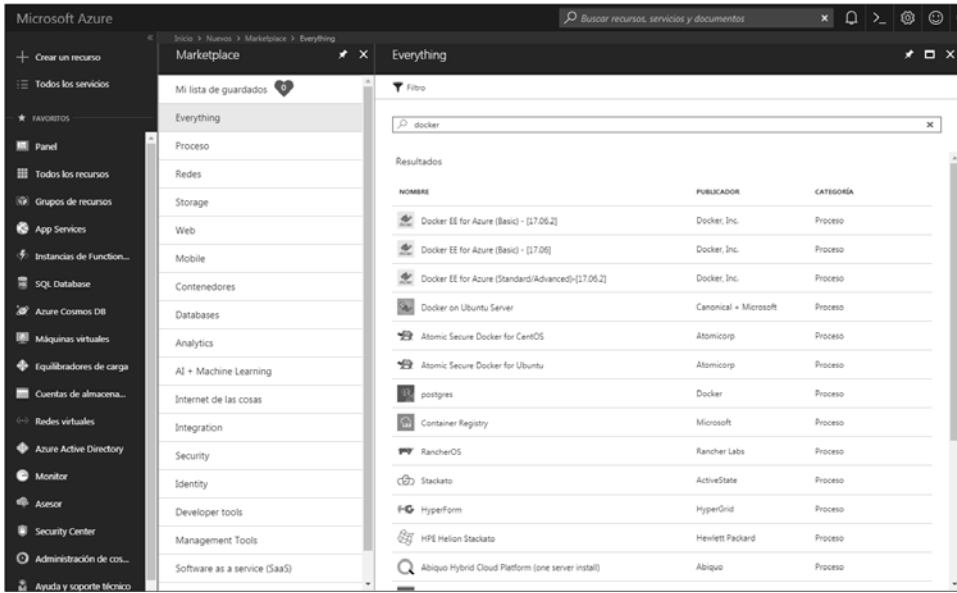 Microsoft Azure
Buscar recursos, servicios y documentos
Inicio > Nuevos > Marketplace > Everything
Crear un recurso
Todos los servicios
FAVORITOS
Panel
Todos los recursos
Grupos de recursos
App Services
Instancias de Function...
SQL Database
Azure Cosmos DB
Máquinas virtuales
Equilibradores de carga
Cuentas de almacena...
Redes virtuales
Azure Active Directory
Monitor
Asesor
Security Center
Administración de cos...
Ayuda y soporte técnico
Marketplace
Mi lista de guardados 0
Everything
Proceso
Redes
Storage
Web
Mobile
Contenedores
Databases
Analytics
AI + Machine Learning
Internet de las cosas
Integration
Security
Identity
Developer tools
Management Tools
Software as a service (SaaS)
Everything
Filtro
docker
Resultados
NOMBRE PUBLICADOR CATEGORÍA
Docker EE for Azure (Basic) - [17.06.2] Docker, Inc. Proceso
Docker EE for Azure (Basic) - [17.06] Docker, Inc. Proceso
Docker EE for Azure (Standard/Advanced)-[17.06.2] Docker, Inc. Proceso
Docker on Ubuntu Server Canonical + Microsoft Proceso
Atomic Secure Docker for CentOS Atomicorp Proceso
Atomic Secure Docker for Ubuntu Atomicorp Proceso
postgres Docker Proceso
Container Registry Microsoft Proceso
RancherOS Rancher Labs Proceso
Stackato ActiveState Proceso
HyperForm HyperGrid Proceso
HPE Helion Stackato Hewlett Packard Proceso
Abiquo Hybrid Cloud Platform (one server install) Abiquo Proceso